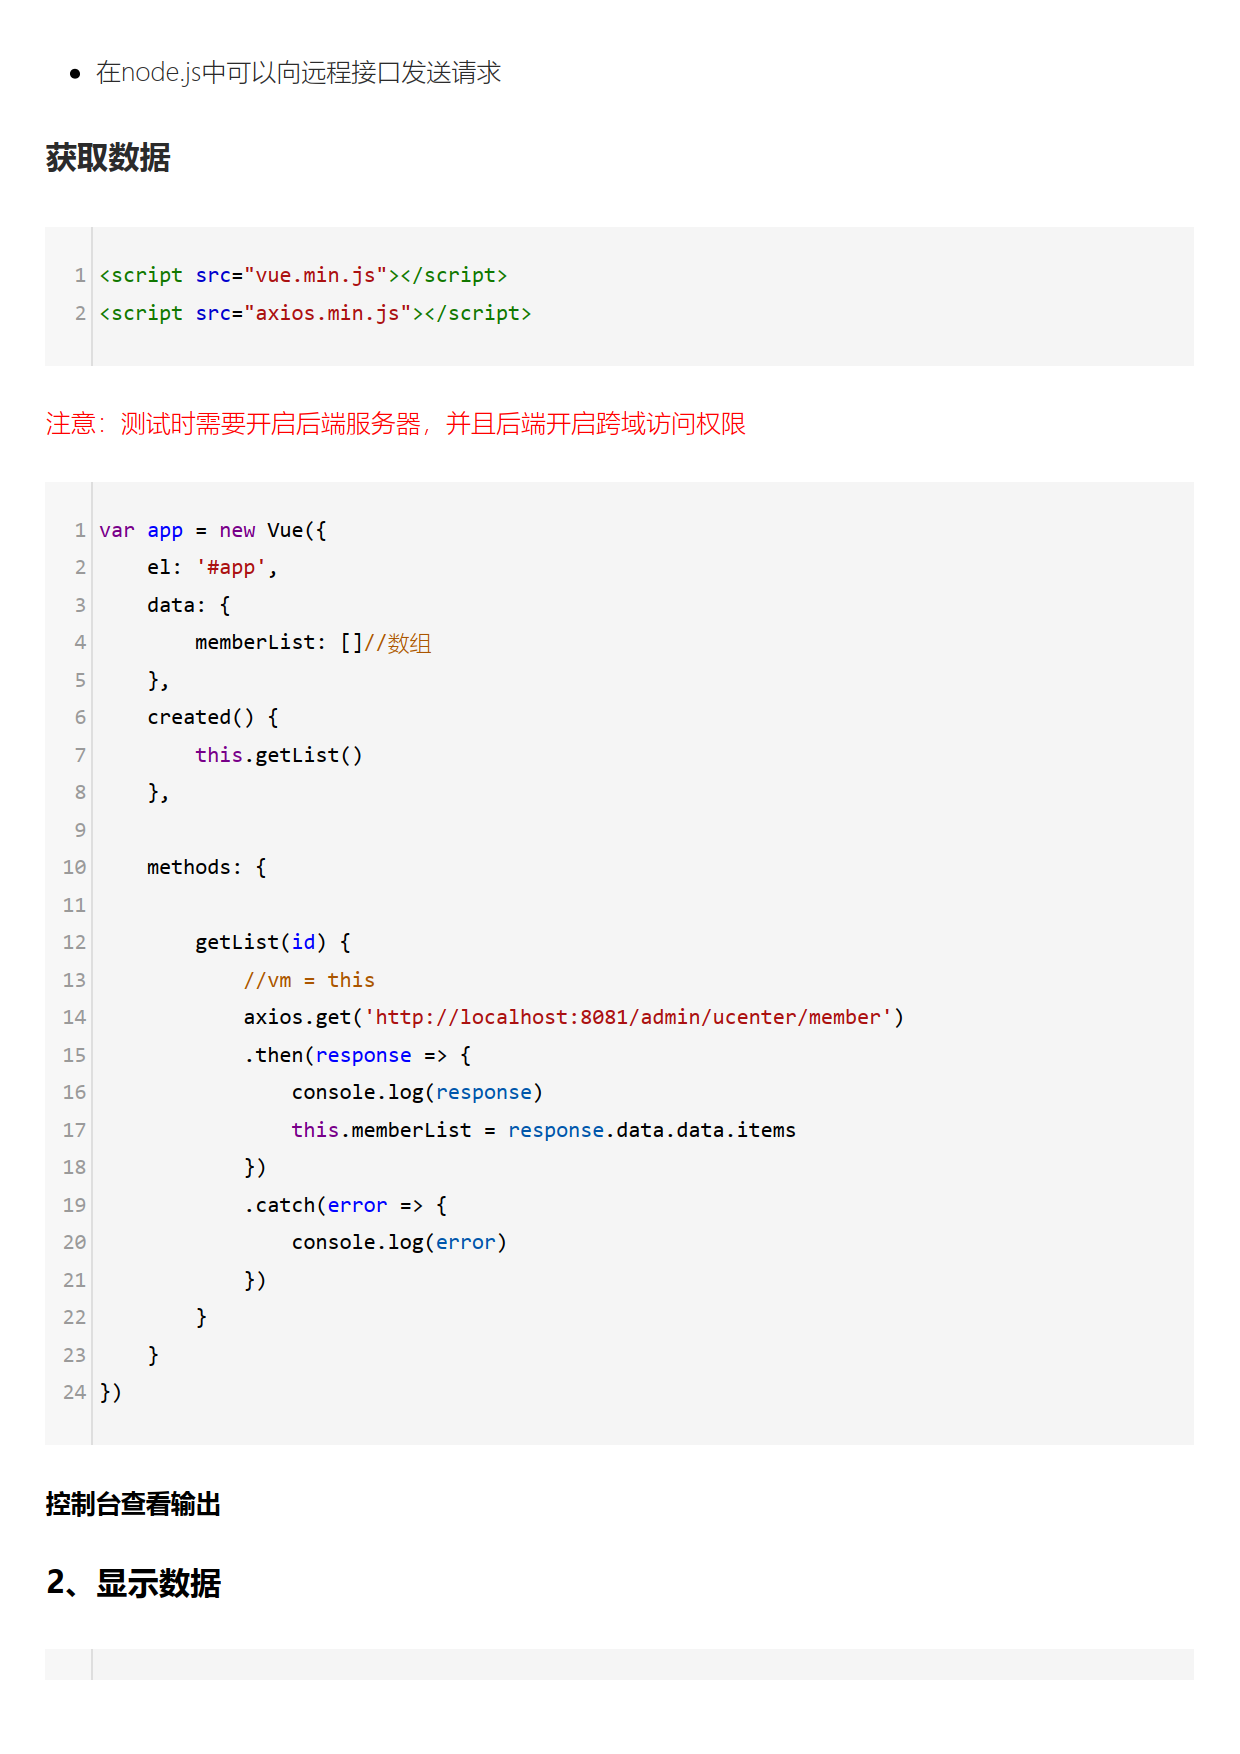 • 在node.js中可以向远程接口发送请求
获取数据
1 <script src="vue.min.js"></script>
2 <script src="axios.min.js"></script>
注意：测试时需要开启后端服务器，并且后端开启跨域访问权限
1 var app = new Vue({
2     el: '#app',
3     data: {
4         memberList: []//数组
5     },
6     created() {
7         this.getList()
8     },
9
10     methods: {
11
12         getList(id) {
13             //vm = this
14             axios.get('http://localhost:8081/admin/ucenter/member')
15             .then(response => {
16                 console.log(response)
17                 this.memberList = response.data.data.items
18             })
19             .catch(error => {
20                 console.log(error)
21             })
22         }
23     }
24 })
控制台查看输出
2、显示数据